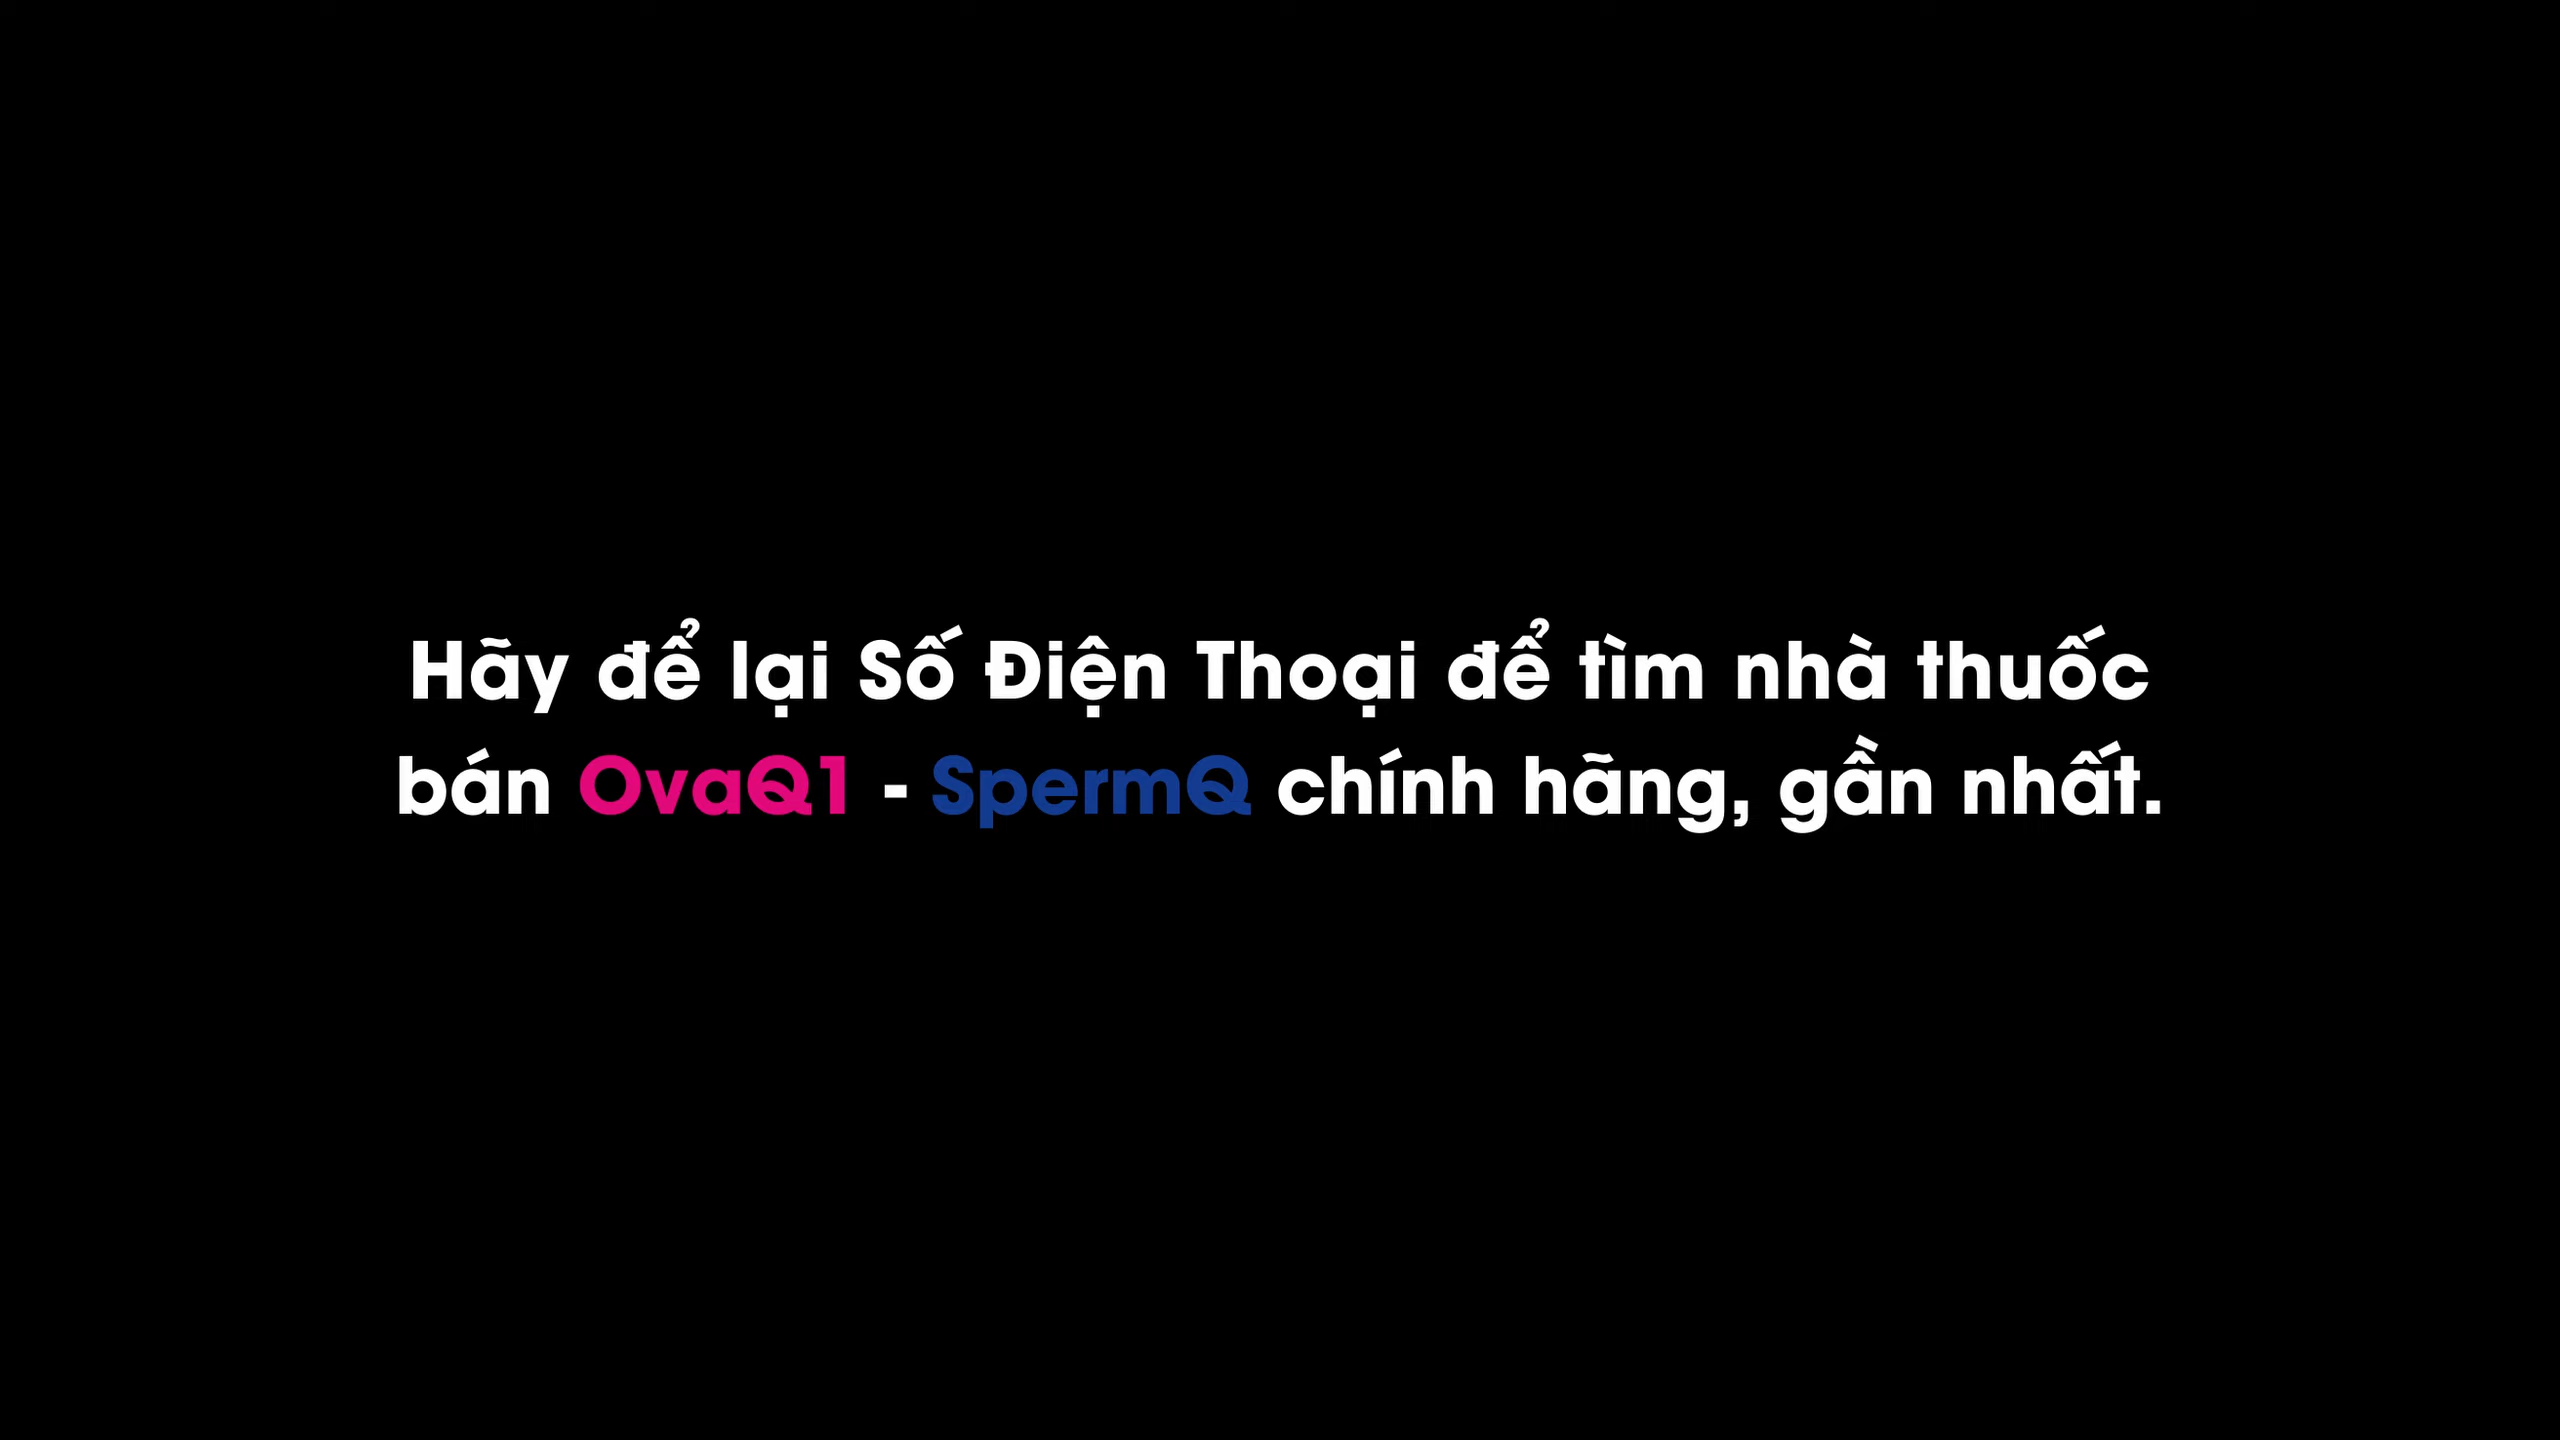 Hãy để lại Số Điện Thoại để tìm nhà thuốc
bán OvaQ1 - SpermQ chính hãng, gần nhất.